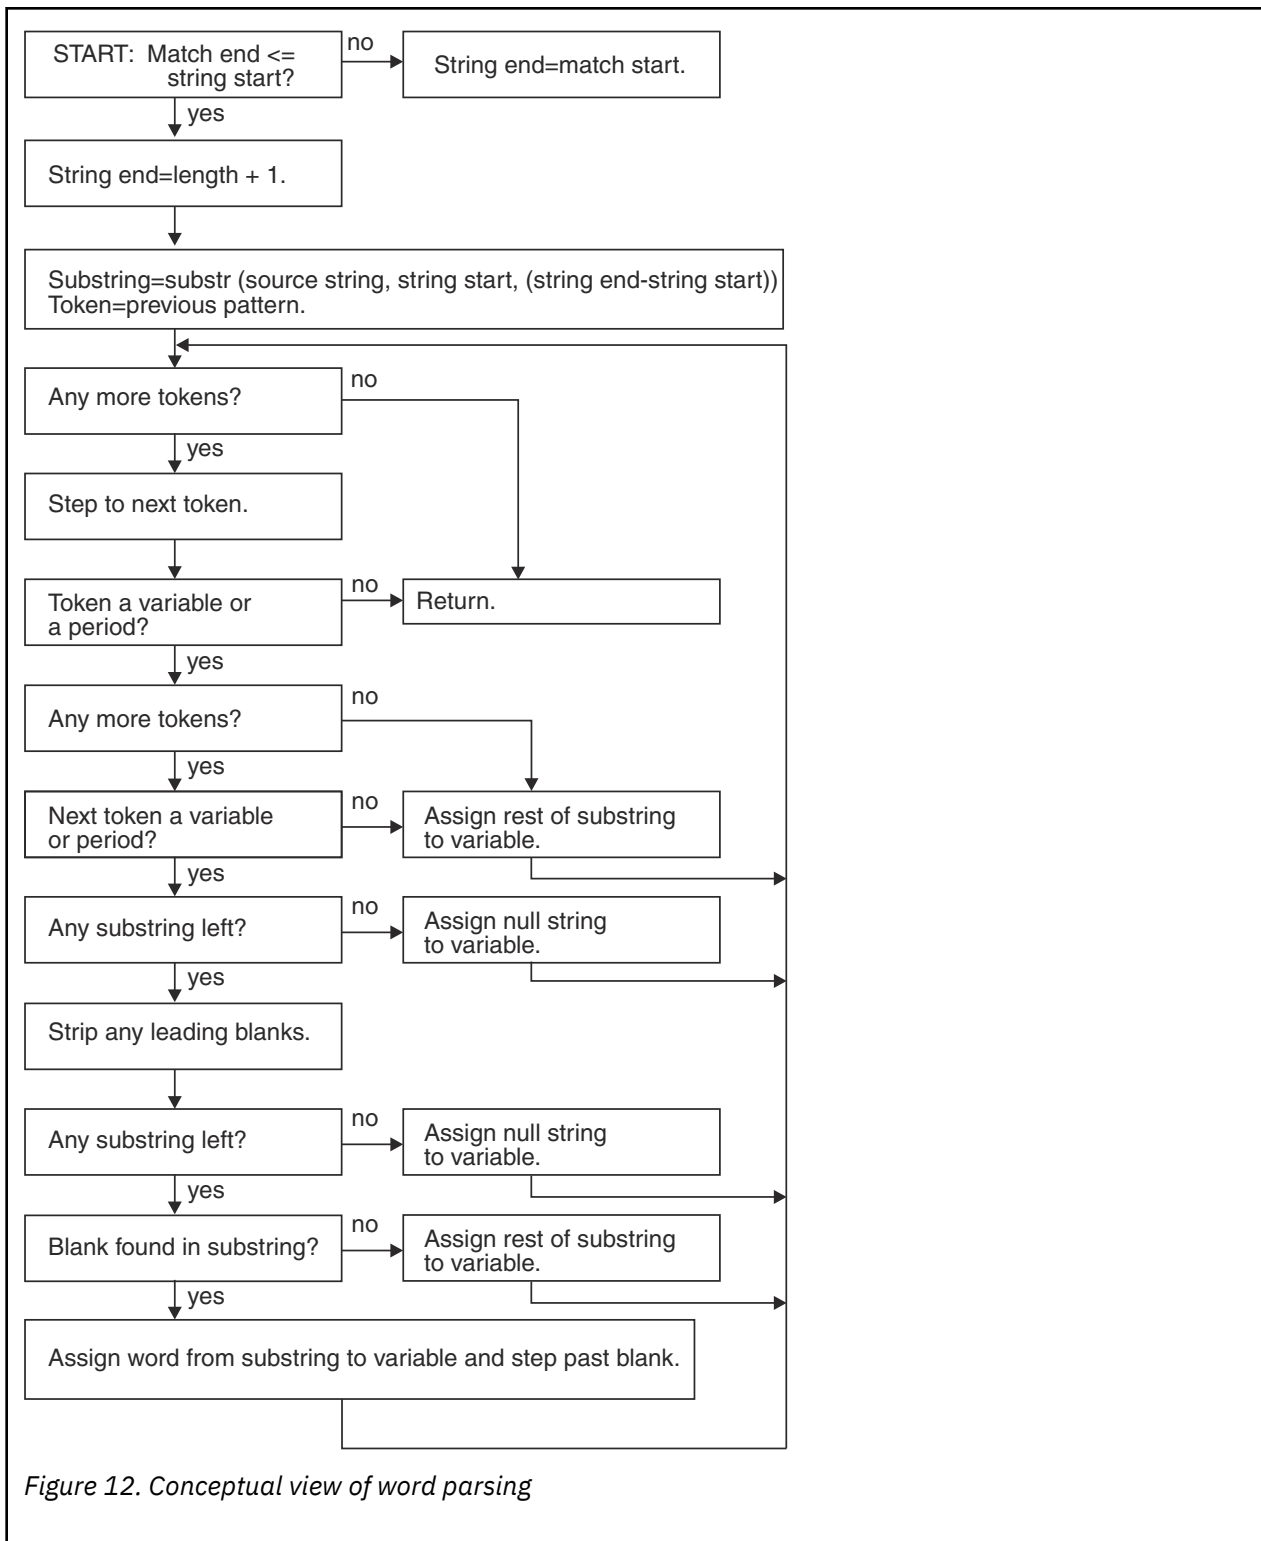 START: Match end <=
string start?
no
String end=match start.
yes
String end=length + 1.
Substring=substr (source string, string start, (string end-string start))
Token=previous pattern.
Any more tokens?
no
yes
Step to next token.
Token a variable or
a period?
no
Return.
yes
Any more tokens?
no
yes
Next token a variable
or period?
no
Assign rest of substring
to variable.
yes
Any substring left?
no
Assign null string
to variable.
yes
Strip any leading blanks.
Any substring left?
no
Assign null string
to variable.
yes
Blank found in substring?
no
Assign rest of substring
to variable.
yes
Assign word from substring to variable and step past blank.
Figure 12. Conceptual view of word parsing